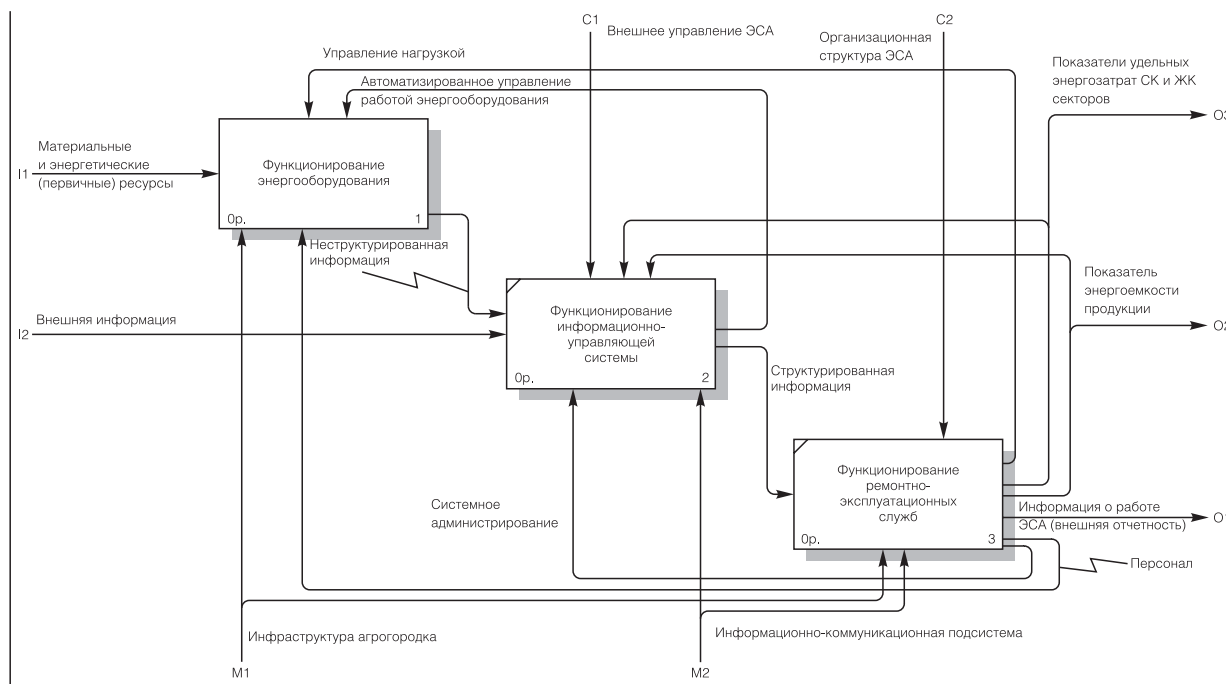 C1
C2
Внешнее управление ЭСА
Организационная
структура ЭСА
Управление нагрузкой
Автоматизированное управление
работой энергооборудования
Показатели удельных
энергозатрат СК и ЖК
секторов
O3
I1
Материальные
и энергетические
(первичные) ресурсы
Функционирование
энергооборудования
0р.
1
Неструктурированная
информация
I2
Внешняя информация
Функционирование
информационно-
управляющей
системы
0р.
2
Показатель
энергоемкости
продукции
O2
Структурированная
информация
Функционирование
ремонтно-
эксплуатационных
служб
0р.
3
Системное
администрирование
Информация о работе
ЭСА (внешняя отчетность)
O1
Персонал
Инфраструктура агрогородка
Информационно-коммуникационная подсистема
M1
M2